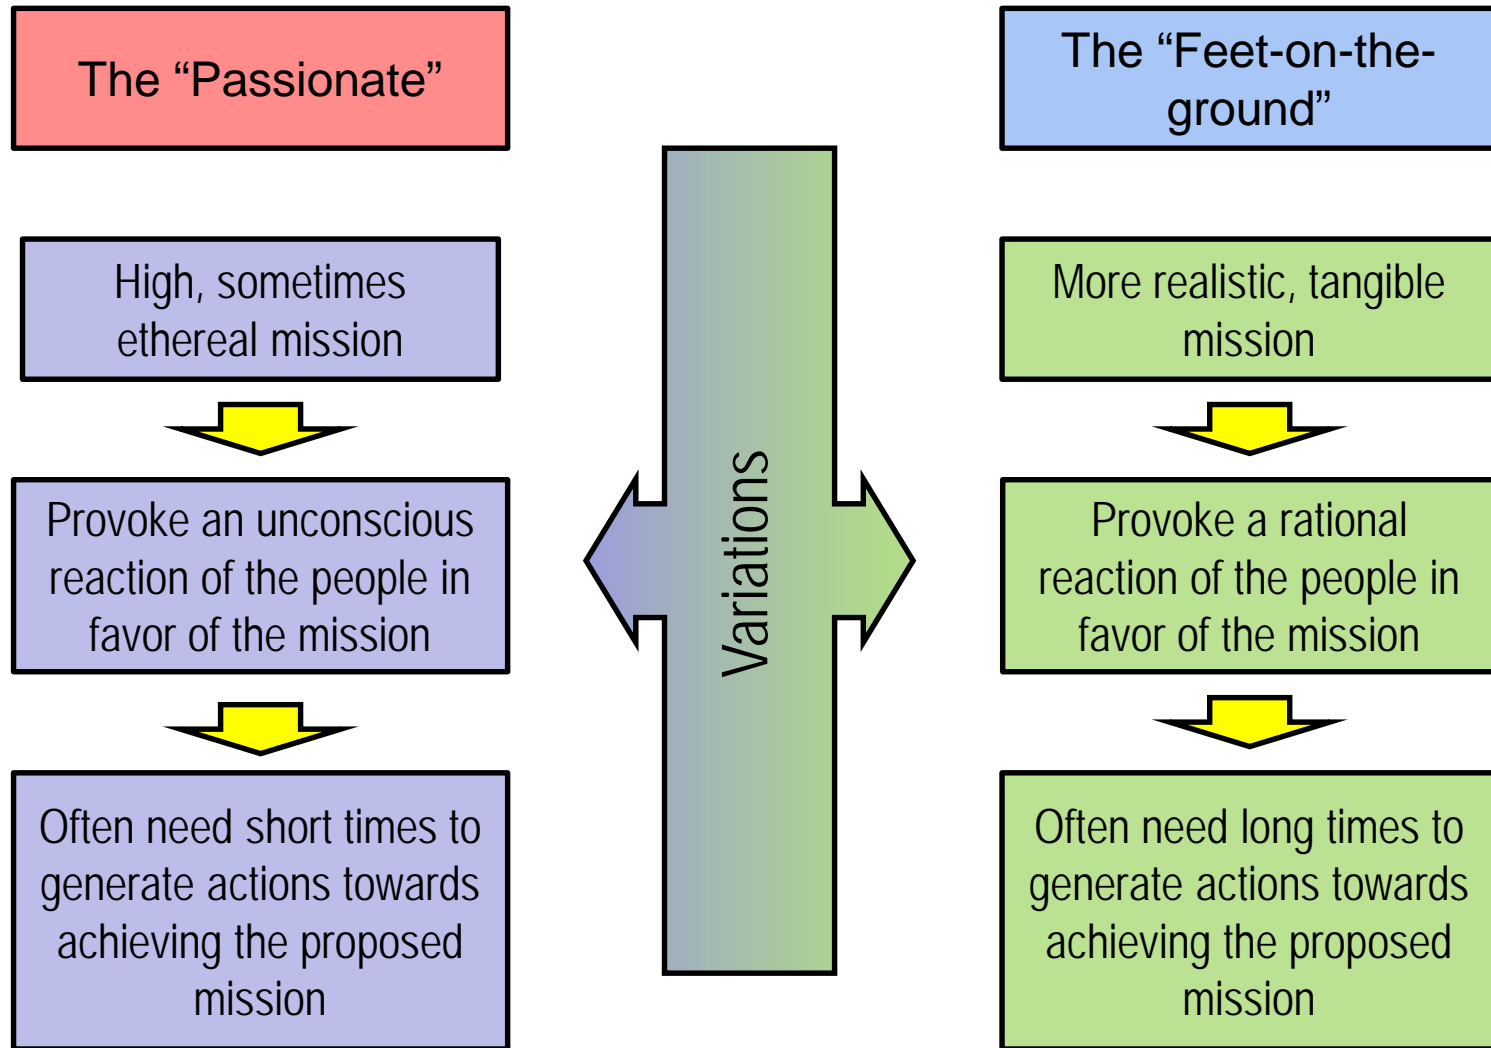 The “Passionate”
High, sometimes
ethereal mission
Provoke an unconscious
reaction of the people in
favor of the mission
Often need short times to
generate actions towards
achieving the proposed
mission
Variations
The “Feet-on-the-
ground”
More realistic, tangible
mission
Provoke a rational
reaction of the people in
favor of the mission
Often need long times to
generate actions towards
achieving the proposed
mission